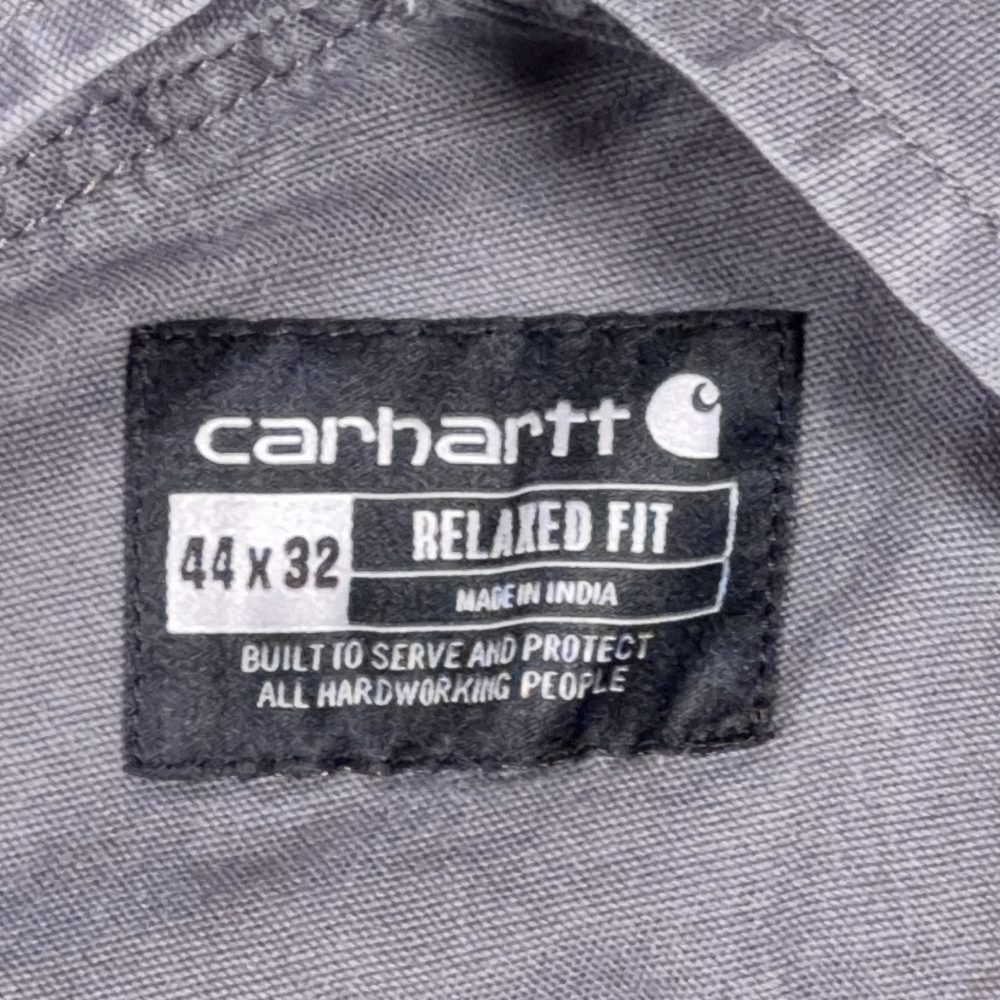 carhartt
44 x 32
RELAXED FIT
MADE IN INDIA
BUILT TO SERVE AND PROTECT
ALL HARDWORKING PEOPLE